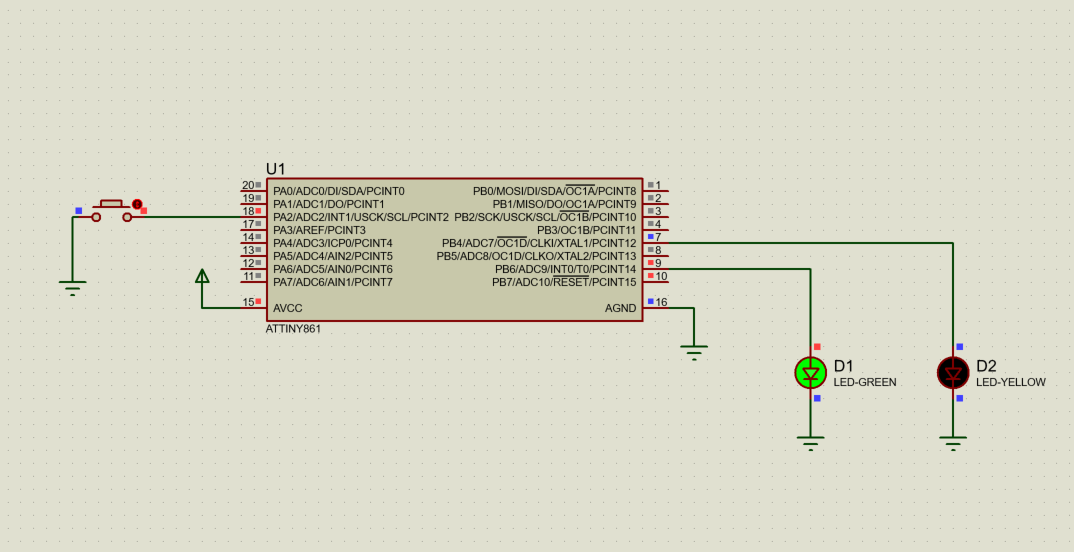 U1
20 PA0/ADC0/DI/SDA/PCINT0 PB0/MOSI/DI/SDA/OC1A/PCINT8 1
19 PA1/ADC1/DO/PCINT1 PB1/MISO/DO/OC1A/PCINT9 2
18 PA2/ADC2/INT1/USCK/SCL/PCINT2 PB2/SCK/USCK/SCL/OC1B/PCINT10 3
17 PA3/AREF/PCINT3 PB3/OC1B/PCINT11 4
14 PA4/ADC3/ICP0/PCINT4 PB4/ADC7/OC1D/CLKI/XTAL1/PCINT12 7
13 PA5/ADC4/AIN2/PCINT5 PB5/ADC8/OC1D/CLKO/XTAL2/PCINT13 8
12 PA6/ADC5/AIN0/PCINT6 PB6/ADC9/INT0/T0/PCINT14 9
11 PA7/ADC6/AIN1/PCINT7 PB7/ADC10/RESET/PCINT15 10
15 AVCC AGND 16
ATTINY861
D1
LED-GREEN
D2
LED-YELLOW